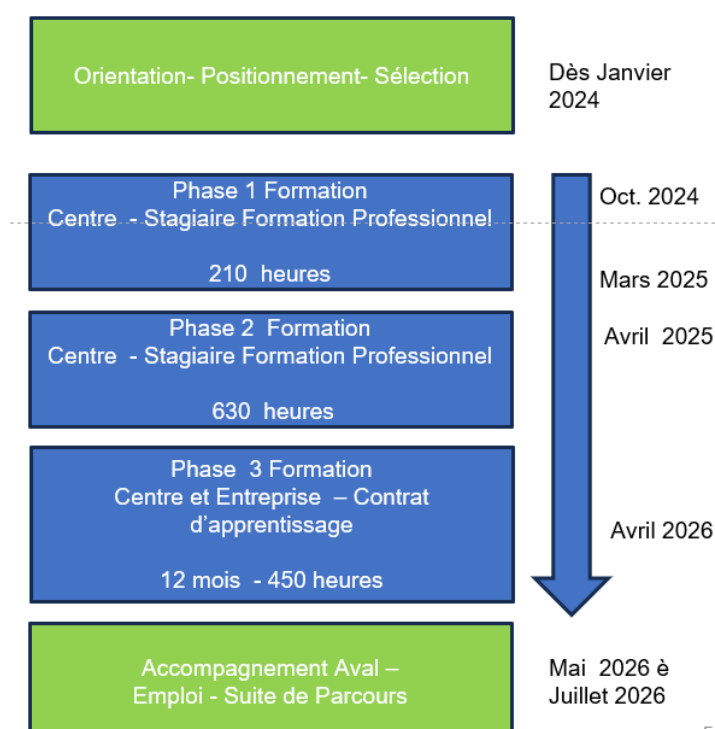 Orientation- Positionnement- Sélection
Dès Janvier
2024
Phase 1 Formation
Centre  - Stagiaire Formation Professionnel
210  heures
Oct. 2024
Mars 2025
Phase 2  Formation
Centre  - Stagiaire Formation Professionnel
630  heures
Avril  2025
Phase  3 Formation
Centre et Entreprise  – Contrat
d’apprentissage
12 mois  - 450 heures
Avril 2026
Accompagnement Aval –
Emploi - Suite de Parcours
Mai  2026 è
Juillet 2026